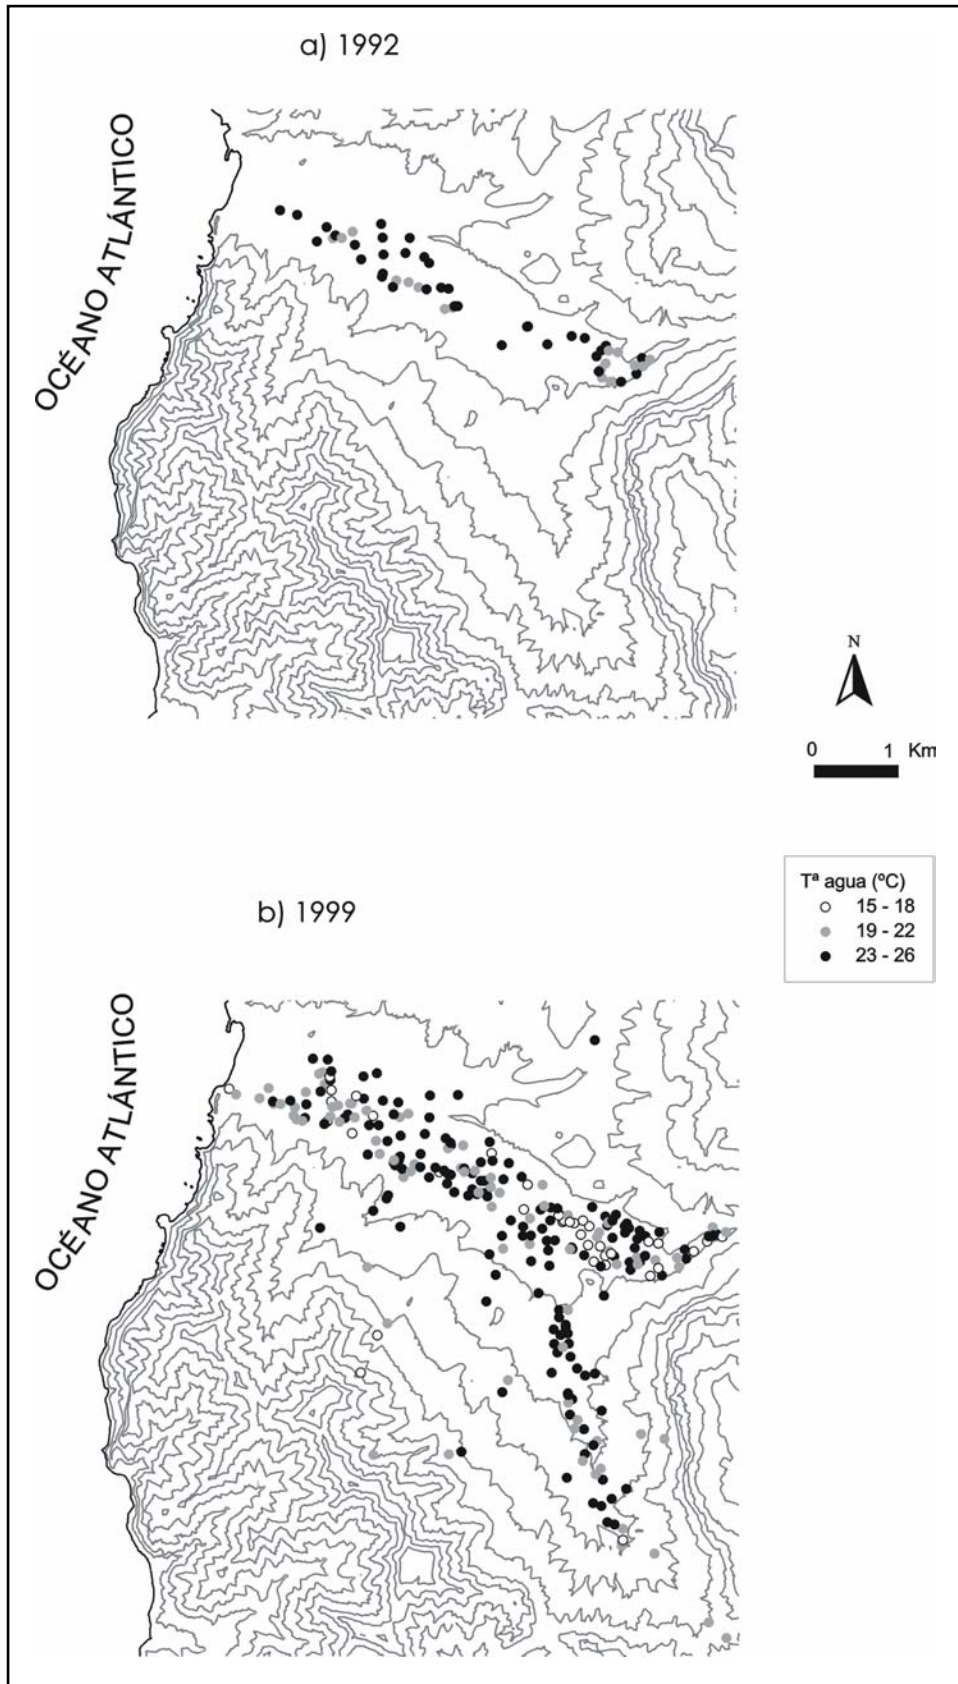 a) 1992
OCÉANO ATLÁNTICO
N
0 1 Km
Tª agua (ºC)
15 - 18
19 - 22
23 - 26
b) 1999
OCÉANO ATLÁNTICO